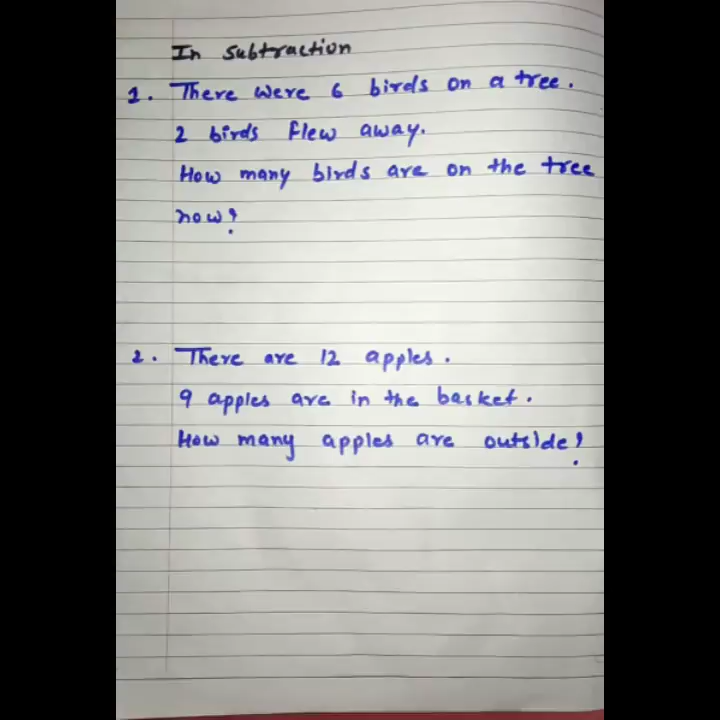 In subtraction
1. There were 6 birds on a tree.
2 birds flew away.
How many birds are on the tree
now?
2. There are 12 apples.
9 apples are in the basket.
How many apples are outside?